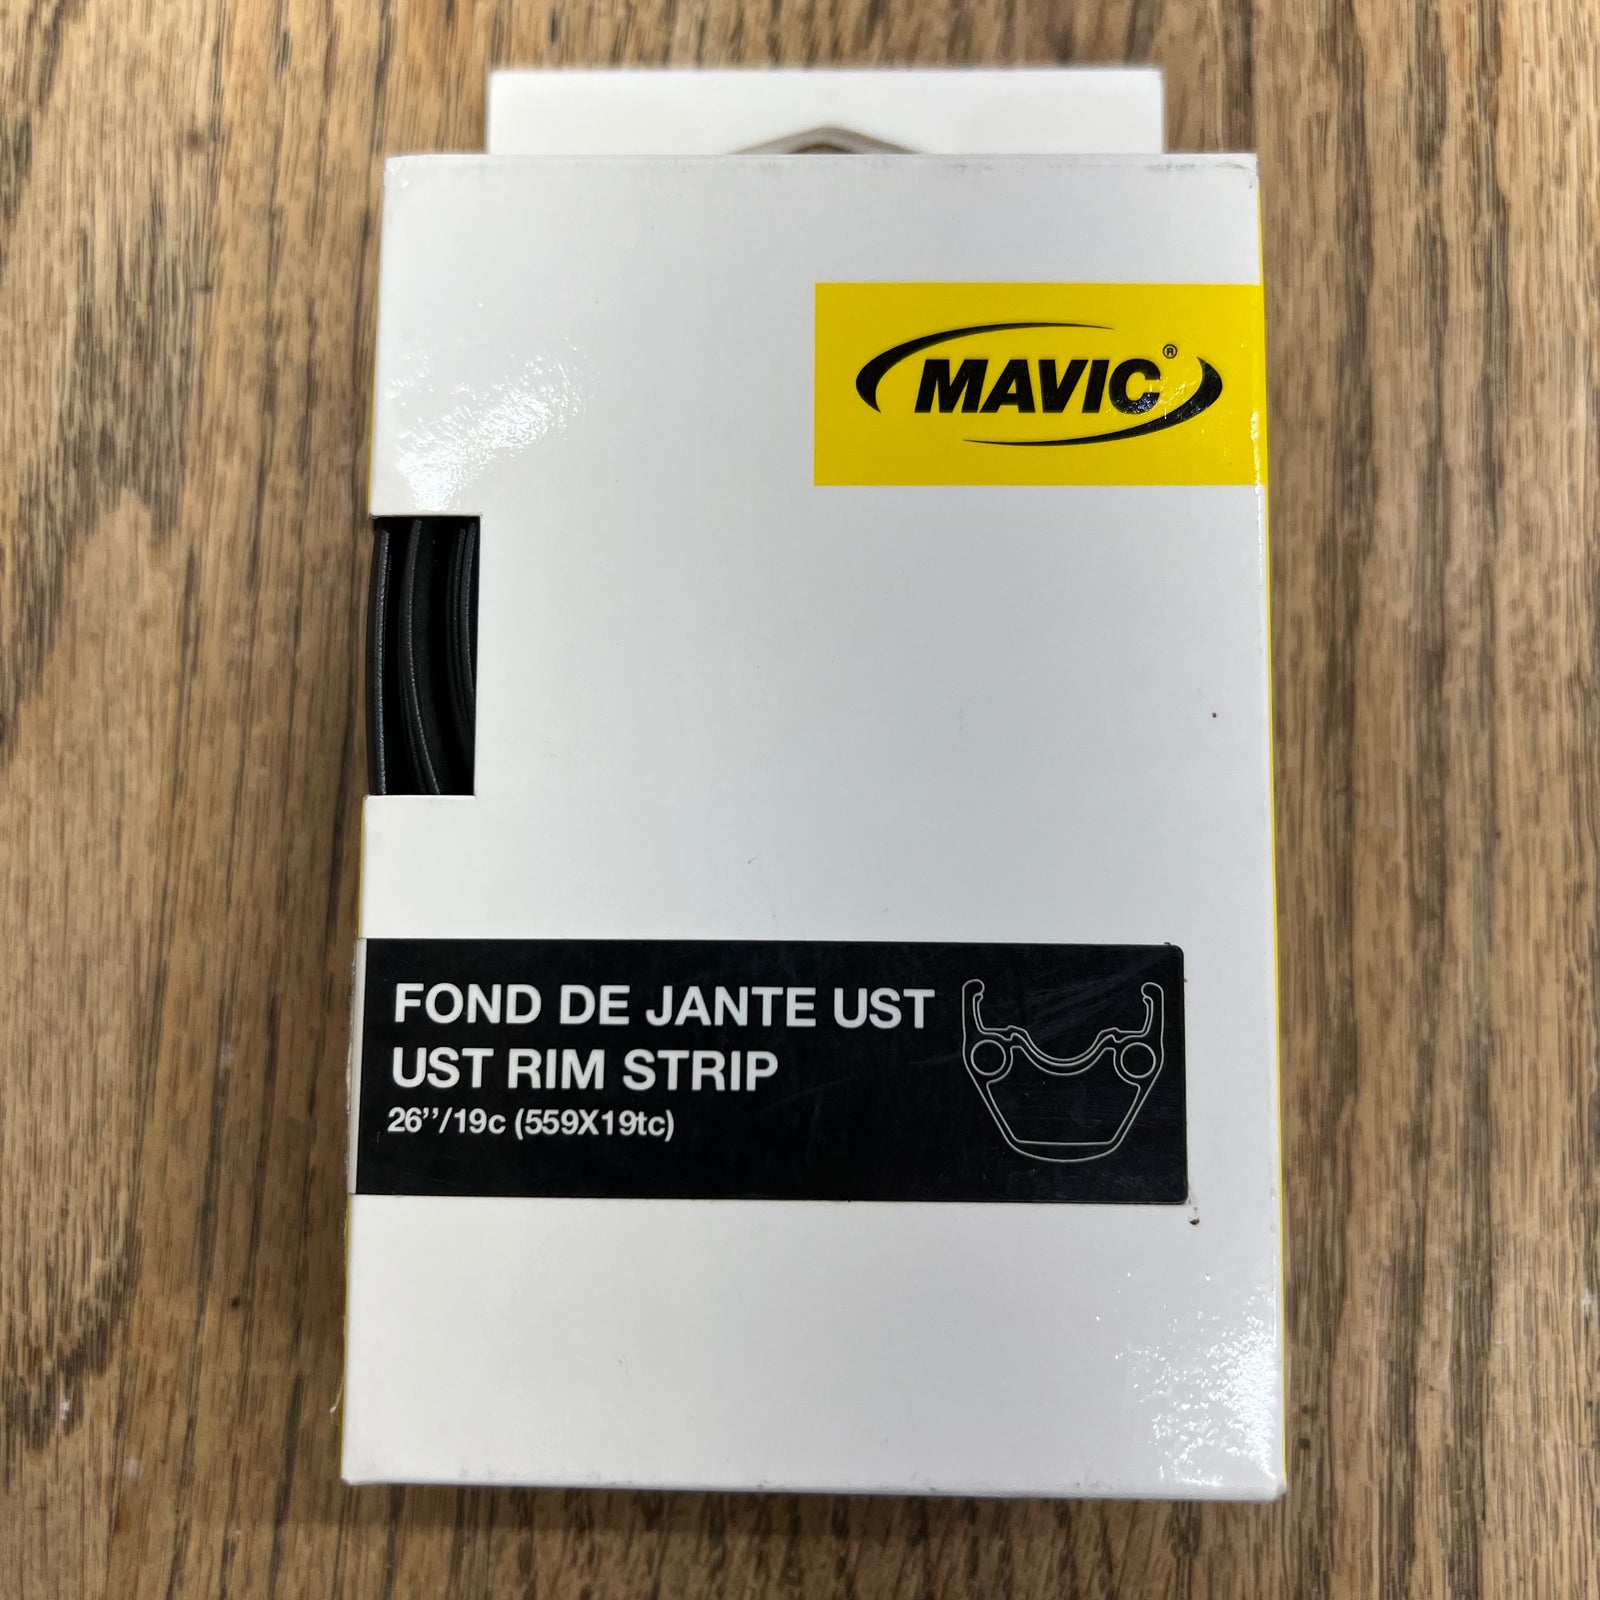 MAVIC®
FOND DE JANTE UST
UST RIM STRIP
26’’/19c (559X19tc)